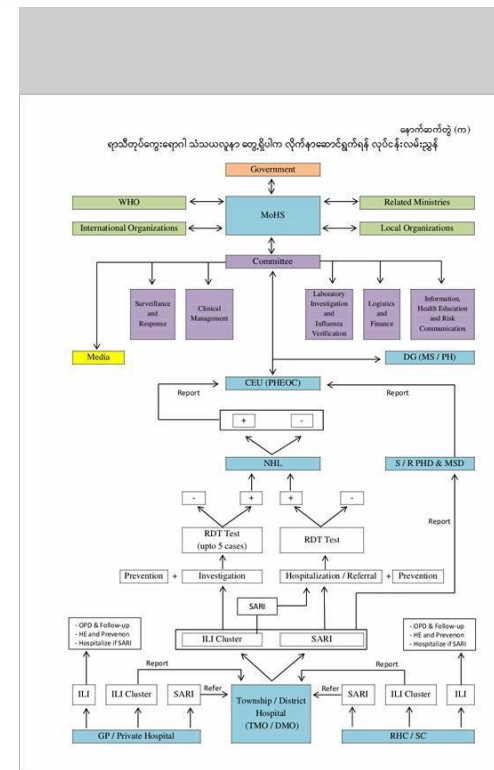 နောက်ဆက်တွဲ (က)
ရာသီတုပ်ကွေးရောဂါ သံသယလူနာ တွေ့ရှိပါက လိုက်နာဆောင်ရွက်ရန် လုပ်ငန်းလမ်းညွှန်
Government
WHO
MoHS
Related Ministries
International Organizations
Local Organizations
Committee
Surveillance
and
Response
Clinical
Management
Laboratory
Investigation
and
Influenza
Verification
Logistics
and
Finance
Information,
Health Education
and Risk
Communication
Media
DG (MS / PH)
CEU (PHEOC)
Report
Report
+
-
NHL
S / R PHD & MSD
-
+
+
-
Report
RDT Test
(upto 5 cases)
RDT Test
Prevention + Investigation
Hospitalization / Referral + Prevention
SARI
- OPD & Follow-up
- HE and Prevenon
- Hospitalize if SARI
- OPD & Follow-up
- HE and Prevenon
- Hospitalize if SARI
ILI Cluster
SARI
Report
Report
ILI
ILI Cluster
SARI
Refer
Township / District
Hospital
(TMO / DMO)
Refer
SARI
ILI Cluster
ILI
GP / Private Hospital
RHC / SC